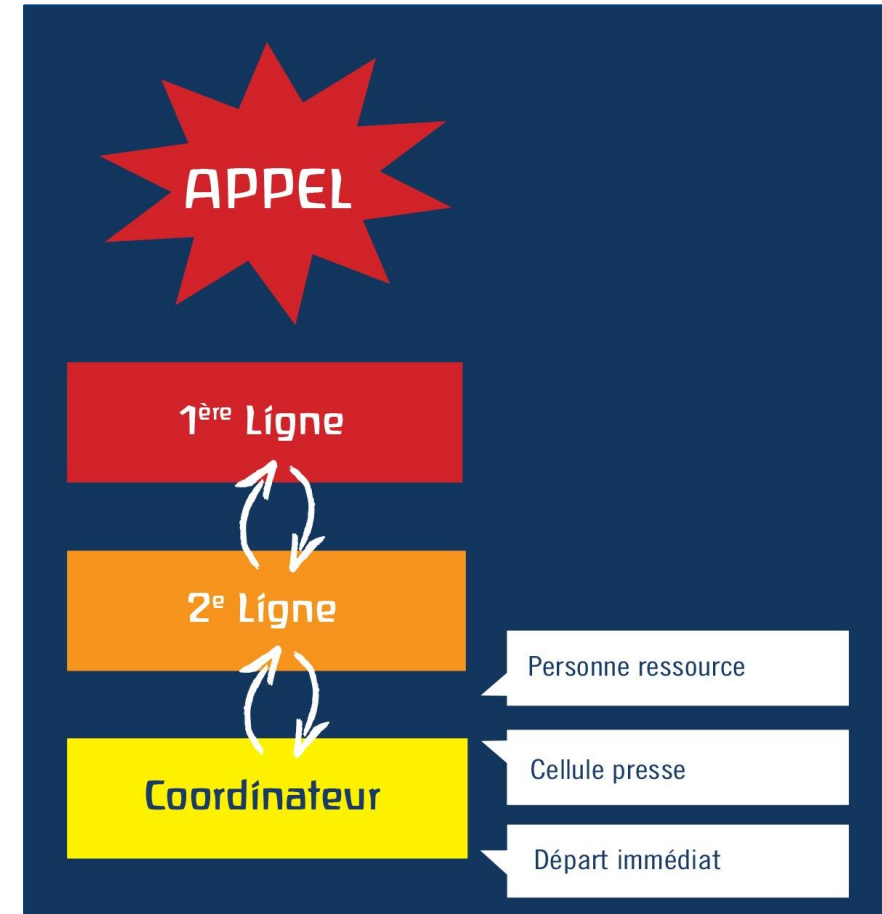 APPEL
1ère Ligne
2e Ligne
Personne ressource
Cellule presse
Coordinateur
Départ immédiat